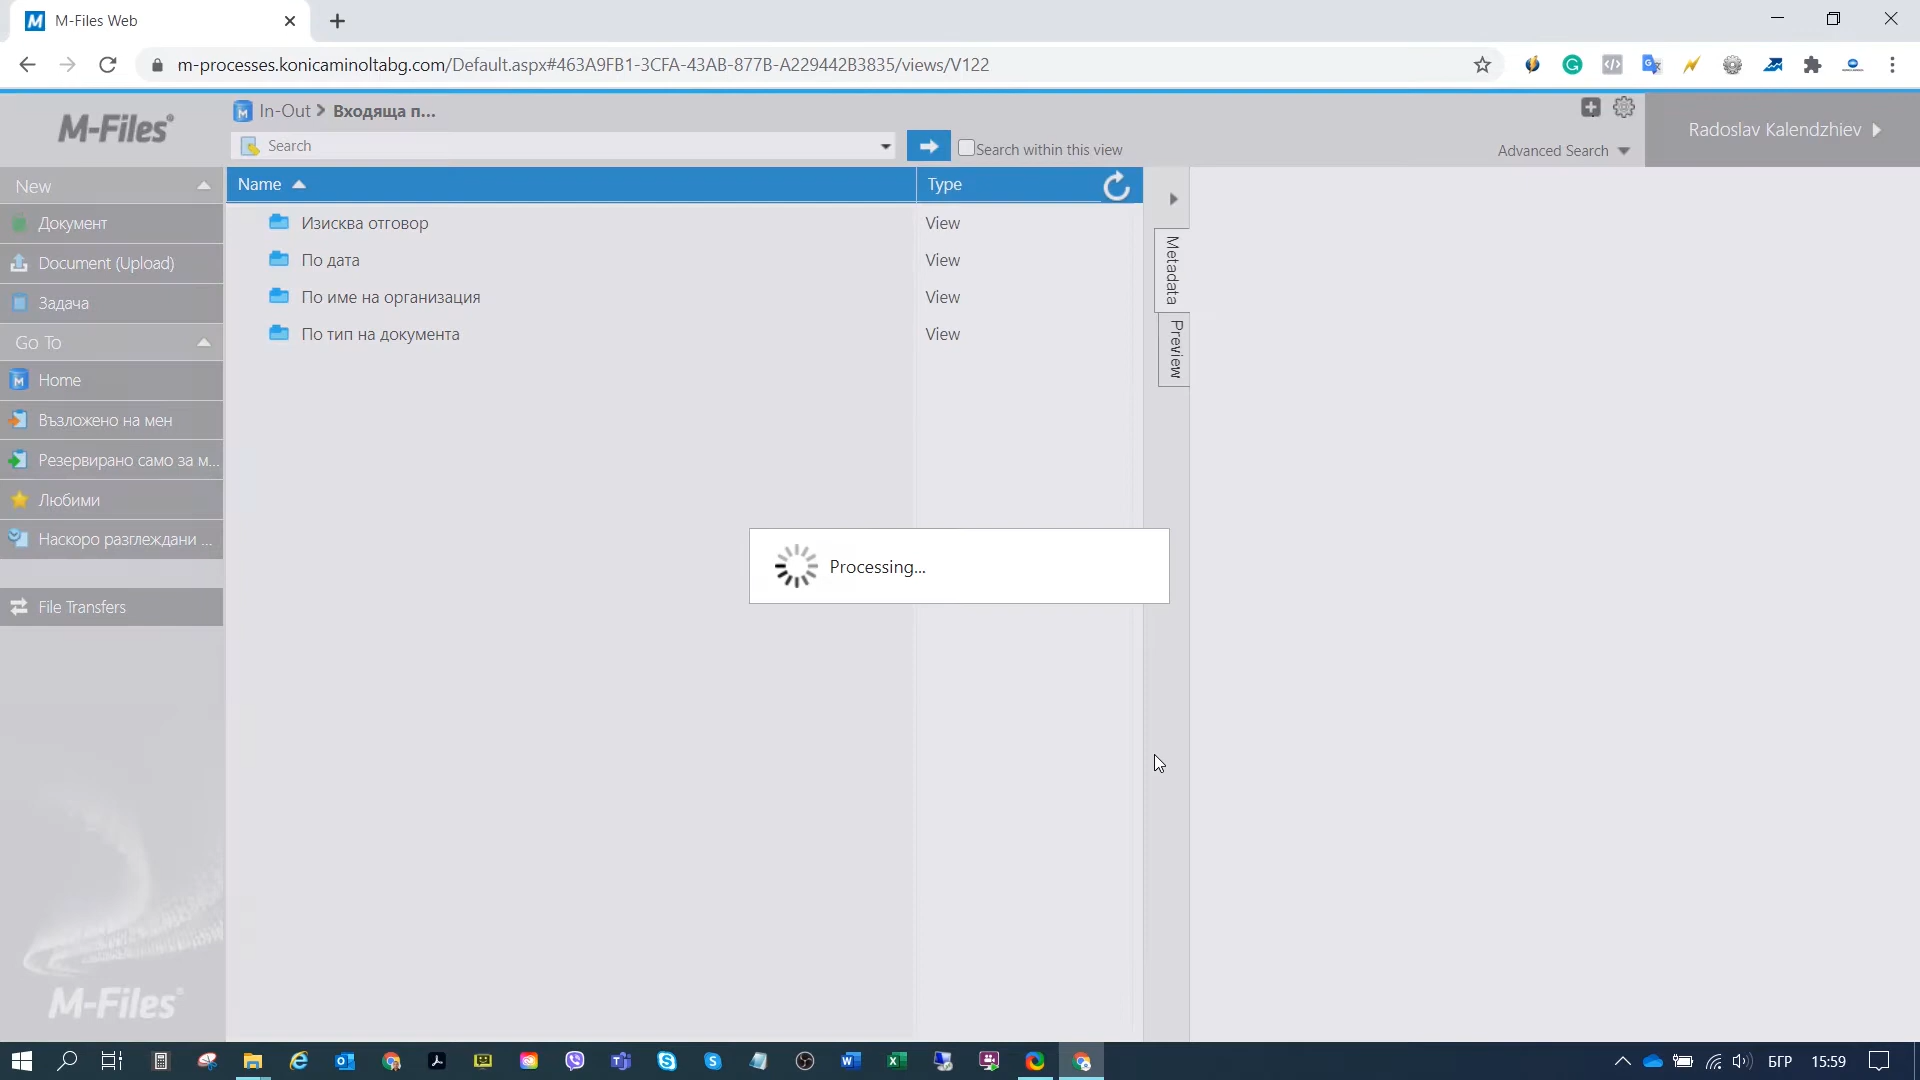 M-Files Web
m-processes.konicaminoltabg.com/Default.aspx#463A9FB1-3CFA-43AB-877B-A229442B3835/views/V122
M-Files®
In-Out > Входяща п...
Search
Search within this view
Advanced Search
Radoslav Kalendzhiev
New
Документ
Document (Upload)
Задача
Go To
Home
Възложено на мен
Резервирано само за м...
Любими
Наскоро разглеждани ...
File Transfers
M-Files®
Name
Type
Изисква отговор
View
По дата
View
По име на организация
View
По тип на документа
View
Metadata
Preview
Processing...
БГР
15:59